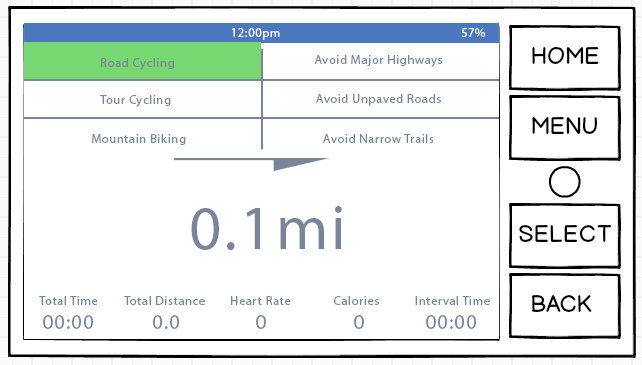 12:00pm 57%
Road Cycling Avoid Major Highways
Tour Cycling Avoid Unpaved Roads
Mountain Biking Avoid Narrow Trails
0.1mi
Total Time Total Distance Heart Rate Calories Interval Time
00:00 0.0 0 0 00:00
HOME
MENU
SELECT
BACK